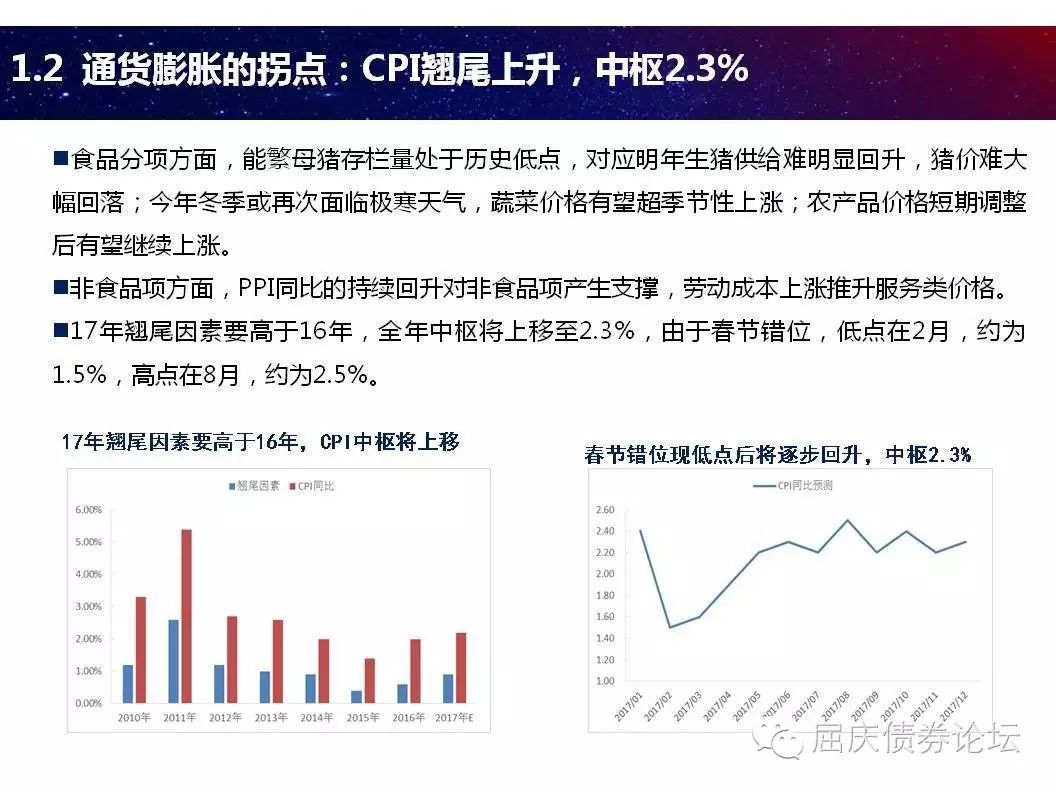 1.2 通货膨胀的拐点：CPI翘尾上升，中枢2.3%
■食品分项方面，能繁母猪存栏量处于历史低点，对应明年生猪供给难明显回升，猪价难大
幅回落；今年冬季或再次面临极寒天气，蔬菜价格有望超季节性上涨；农产品价格短期调整
后有望继续上涨。
■非食品项方面，PPI同比的持续回升对非食品项产生支撑，劳动成本上涨推升服务类价格。
■17年翘尾因素要高于16年，全年中枢将上移至2.3%，由于春节错位，低点在2月，约为
1.5%，高点在8月，约为2.5%。
17年翘尾因素要高于16年，CPI中枢将上移
■翘尾因素 ■CPI同比
6.00%
5.00%
4.00%
3.00%
2.00%
1.00%
0.00%
2010年 2011年 2012年 2013年 2014年 2015年 2016年 2017年E
春节错位现低点后将逐步回升，中枢2.3%
CPI同比预测
2.60
2.40
2.20
2.00
1.80
1.60
1.40
1.20
1.00
2017/01 2017/02 2017/03 2017/04 2017/05 2017/06 2017/07 2017/08 2017/09 2017/10 2017/11 2017/12
屈庆债券论坛